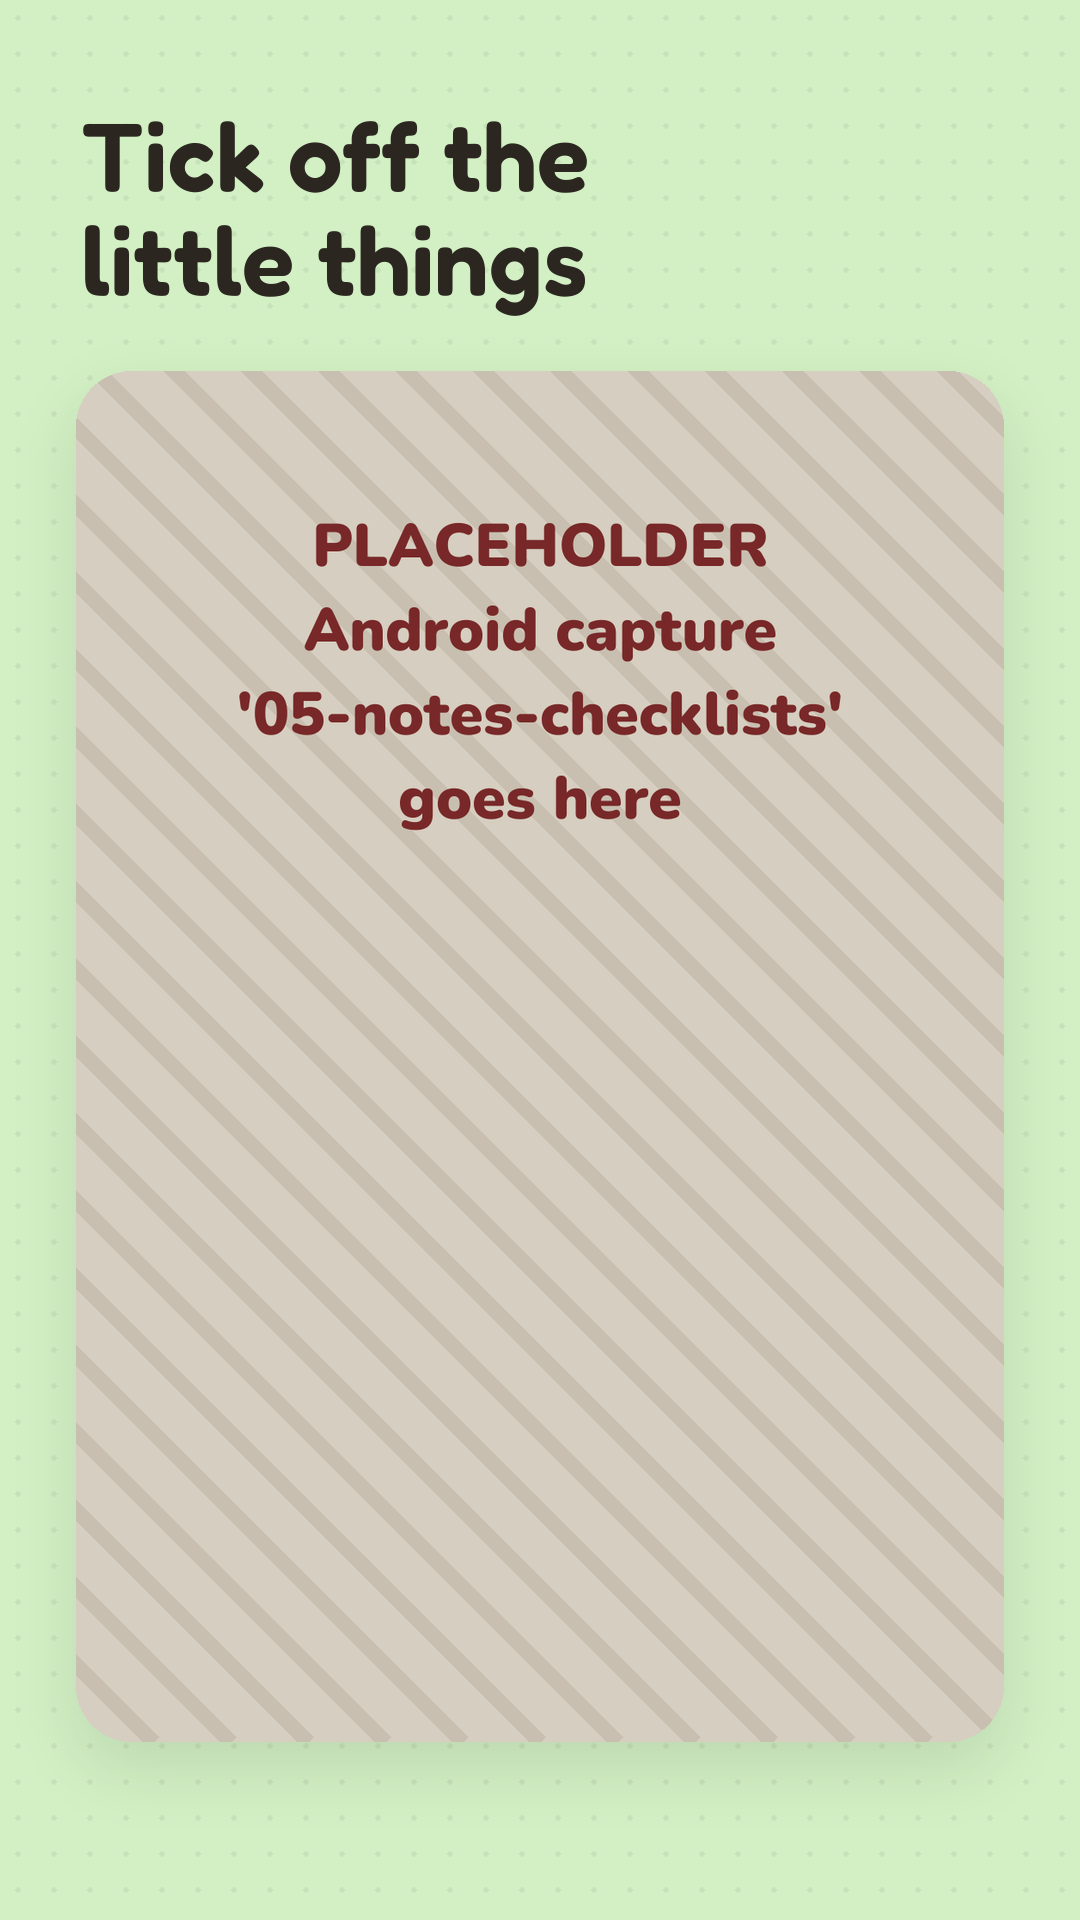 Tick off the
little things
PLACEHOLDER
Android capture
'05-notes-checklists'
goes here